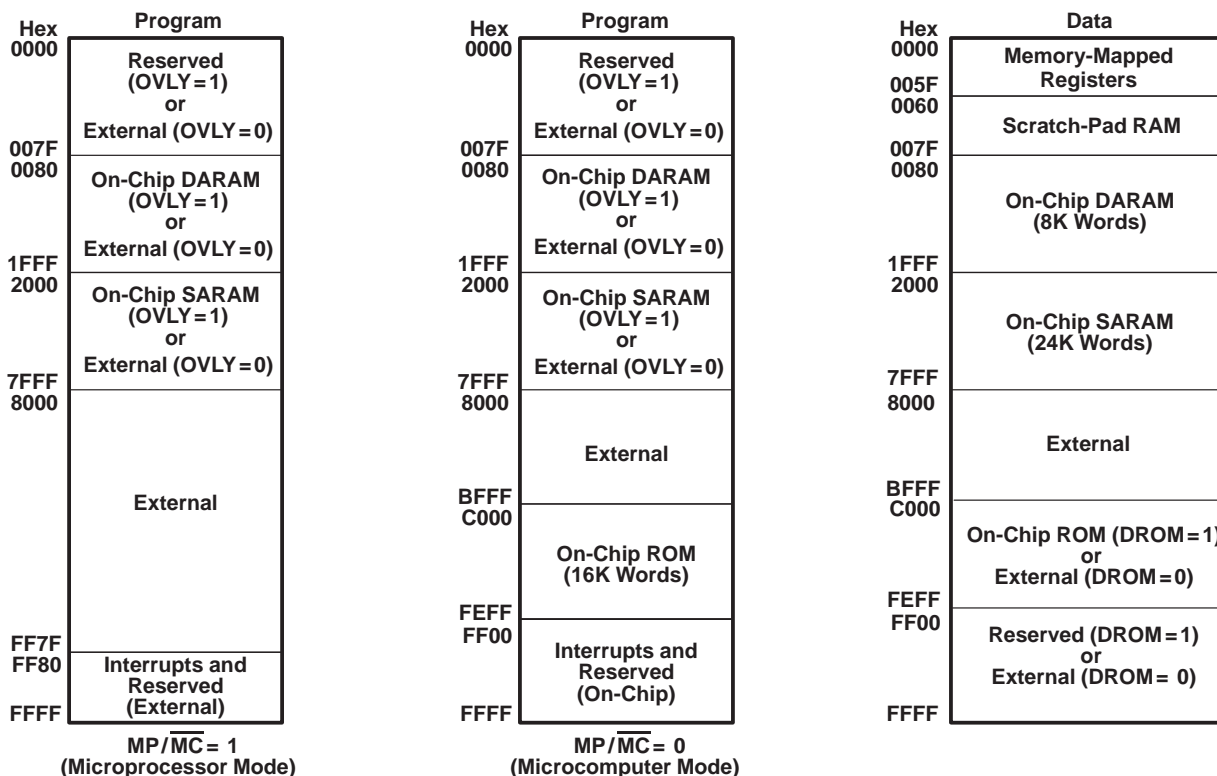 Hex
Program
0000
Reserved
(OVLY = 1)
or
External (OVLY = 0)
007F
0080
On-Chip DARAM
(OVLY = 1)
or
External (OVLY = 0)
1FFF
2000
On-Chip SARAM
(OVLY = 1)
or
External (OVLY = 0)
7FFF
8000
External
FF7F
FF80
Interrupts and
Reserved
(External)
FFFF
MP/MC = 1
(Microprocessor Mode)
Hex
Program
0000
Reserved
(OVLY = 1)
or
External (OVLY = 0)
007F
0080
On-Chip DARAM
(OVLY = 1)
or
External (OVLY = 0)
1FFF
2000
On-Chip SARAM
(OVLY = 1)
or
External (OVLY = 0)
7FFF
8000
External
BFFF
C000
On-Chip ROM
(16K Words)
FEFF
FF00
Interrupts and
Reserved
(On-Chip)
FFFF
MP/MC = 0
(Microcomputer Mode)
Hex
Data
0000
Memory-Mapped
Registers
005F
0060
Scratch-Pad RAM
007F
0080
On-Chip DARAM
(8K Words)
1FFF
2000
On-Chip SARAM
(24K Words)
7FFF
8000
External
BFFF
C000
On-Chip ROM (DROM = 1)
or
External (DROM = 0)
FEFF
FF00
Reserved (DROM = 1)
or
External (DROM = 0)
FFFF